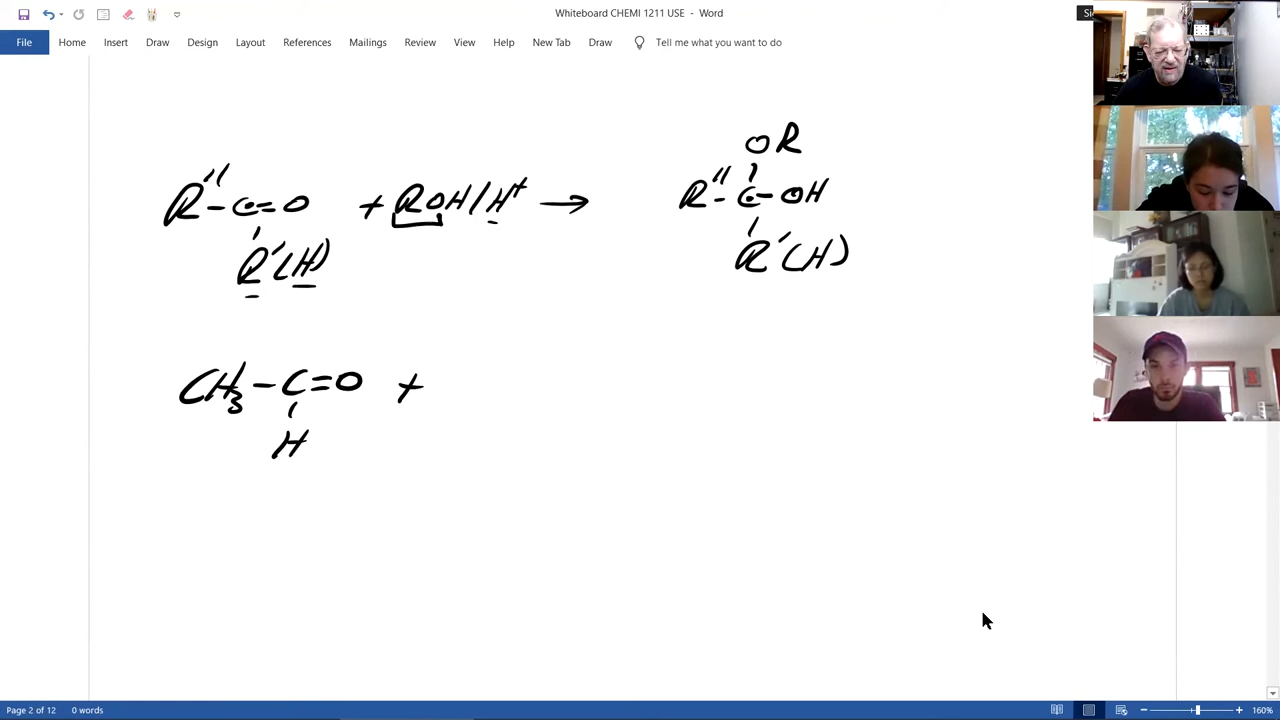 Whiteboard CHEMI 1211 USE - Word
Si
File Home Insert Draw Design Layout References Mailings Review View Help New Tab Draw Tell me what you want to do
OR
R''-C=O + ROH/H+ → R''-C-OH
R'(H) R'(H)
CH3-C=O +
H
Page 2 of 12 0 words 160%